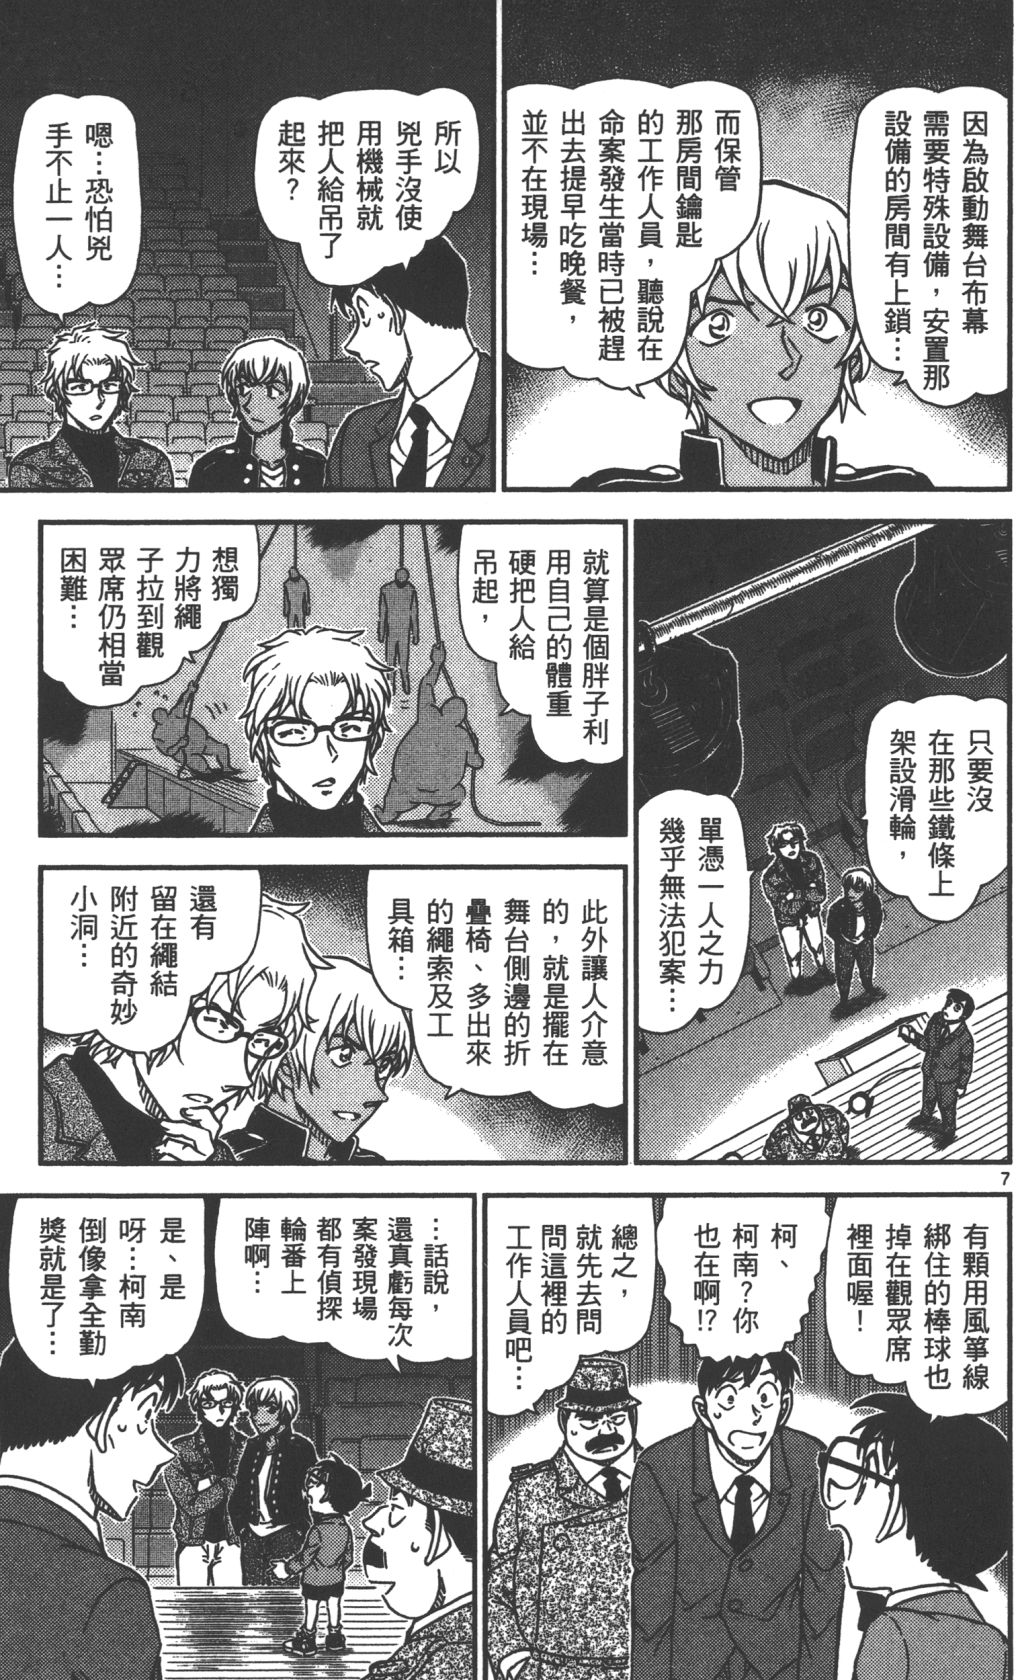 因為啟動舞台布幕
需要特殊設備，安置那
設備的房間有上鎖…
而保管
那房間鑰匙
的工作人員，聽說在
命案發生當時已被趕
出去提早吃晚餐，
並不在現場…
所以
兇手沒使
用機械就
把人給吊了
起來？
嗯…恐怕兇
手不止一人…
只要沒
在那些鐵條上
架設滑輪，
單憑一人之力
幾乎無法犯案…
就算是個胖子利
用自己的體重
硬把人給
吊起，
想獨
力將繩
子拉到觀
眾席仍相當
困難…
此外讓人介意
的，就是擺在
舞台側邊的折
疊椅、多出來
的繩索及工
具箱…
還有
留在繩結
附近的奇妙
小洞…
7
有顆用風箏線
綁住的棒球也
掉在觀眾席
裡面喔！
柯、
柯南？你
也在啊!?
總之，
就先去問
問這裡的
工作人員吧…
…話說，
還真虧每次
案發現場
都有偵探
輪番上
陣啊…
是、是
呀…柯南
倒像拿全勤
獎就是了…